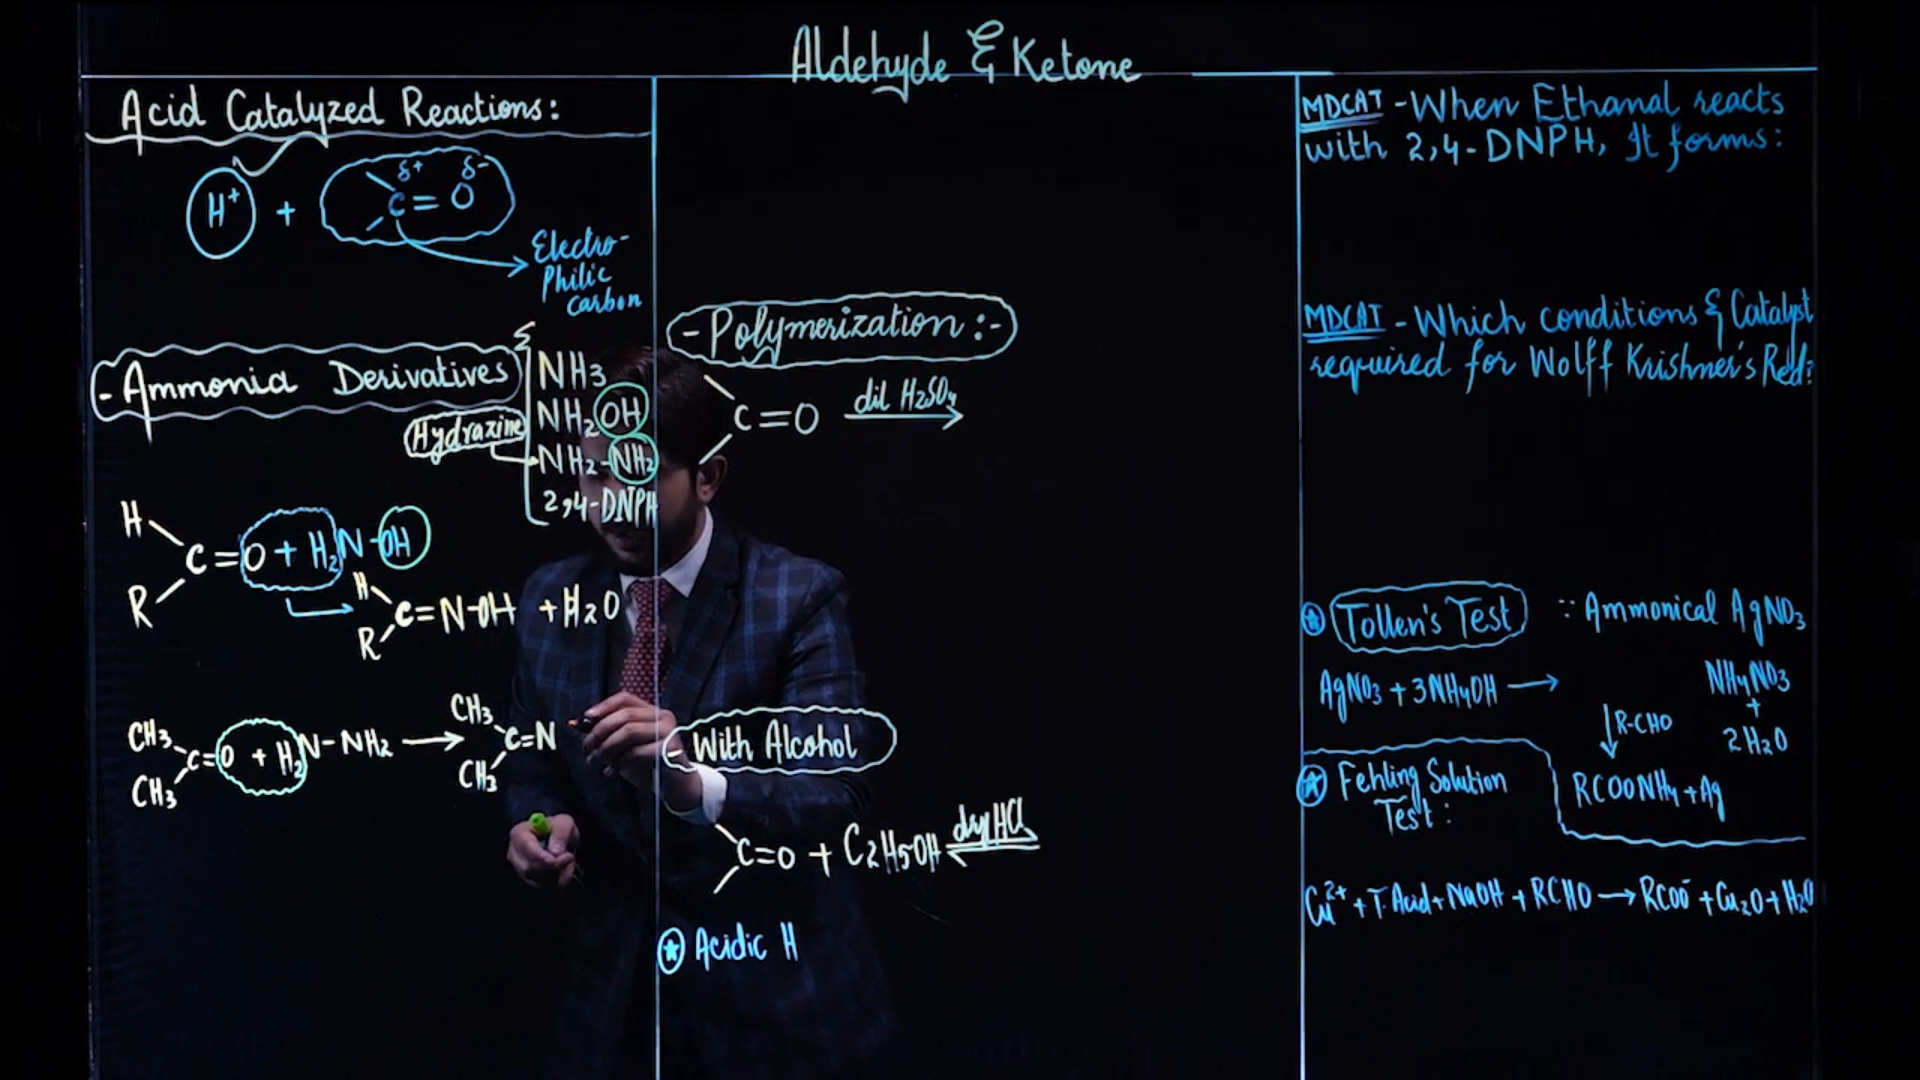 Aldehyde & Ketone
Acid Catalyzed Reactions:
H⁺ + C = O
δ+ δ-
Electro-
Philic
Carbon
- Ammonia Derivatives
NH3
NH2OH
Hydrazine
NH2-NH2
2,4-DNPH
H
C=O + H2N-OH
R
H
C=N-OH + H2O
R
CH3
C=O + H2N-NH2 → C=N
CH3
CH3
CH3
- Polymerization :-
C=O dil H2SO4 →
- With Alcohol
C=O + C2H5OH dry HCl
Acidic H
MDCAT - When Ethanal reacts
with 2,4-DNPH, It forms:
MDCAT - Which conditions & Catalyst
required for Wolff Krishner's Red?
Tollen's Test ∵ Ammonical AgNO3
AgNO3 + 3NH4OH →
NH4NO3
+
2H2O
↓ R-CHO
RCOONH4 + Ag
Fehling Solution
Test:
Cu²⁺ + T.Acid + NaOH + RCHO → RCOO⁻ + Cu2O + H2O